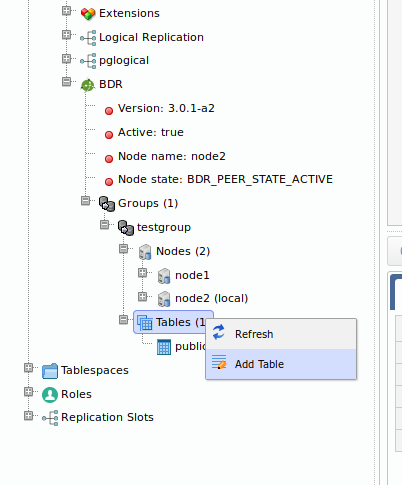 Extensions
Logical Replication
pglogical
BDR
Version: 3.0.1-a2
Active: true
Node name: node2
Node state: BDR_PEER_STATE_ACTIVE
Groups (1)
testgroup
Nodes (2)
node1
node2 (local)
Tables (1
Refresh
public
Add Table
Tablespaces
Roles
Replication Slots